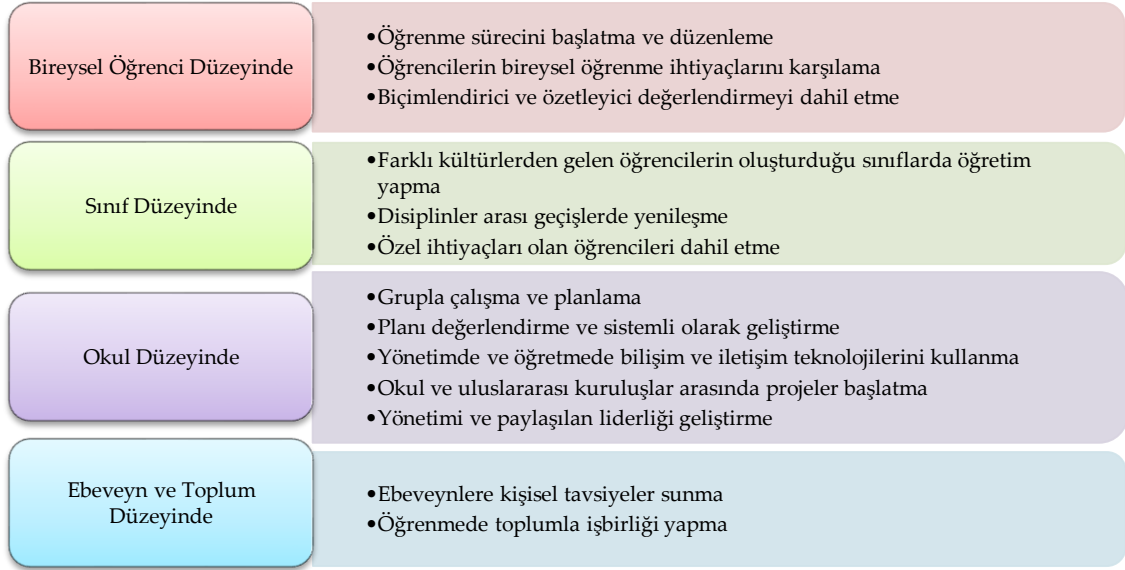 Bireysel Öğrenci Düzeyinde
•Öğrenme sürecini başlatma ve düzenleme
•Öğrencilerin bireysel öğrenme ihtiyaçlarını karşılama
•Biçimlendirici ve özetleyici değerlendirmeyi dahil etme
Sınıf Düzeyinde
•Farklı kültürlerden gelen öğrencilerin oluşturduğu sınıflarda öğretim
yapma
•Disiplinler arası geçişlerde yenileşme
•Özel ihtiyaçları olan öğrencileri dahil etme
Okul Düzeyinde
•Grupla çalışma ve planlama
•Planı değerlendirme ve sistemli olarak geliştirme
•Yönetimde ve öğretmede bilişim ve iletişim teknolojilerini kullanma
•Okul ve uluslararası kuruluşlar arasında projeler başlatma
•Yönetimi ve paylaşılan liderliği geliştirme
Ebeveyn ve Toplum
Düzeyinde
•Ebeveynlere kişisel tavsiyeler sunma
•Öğrenmede toplumla işbirliği yapma